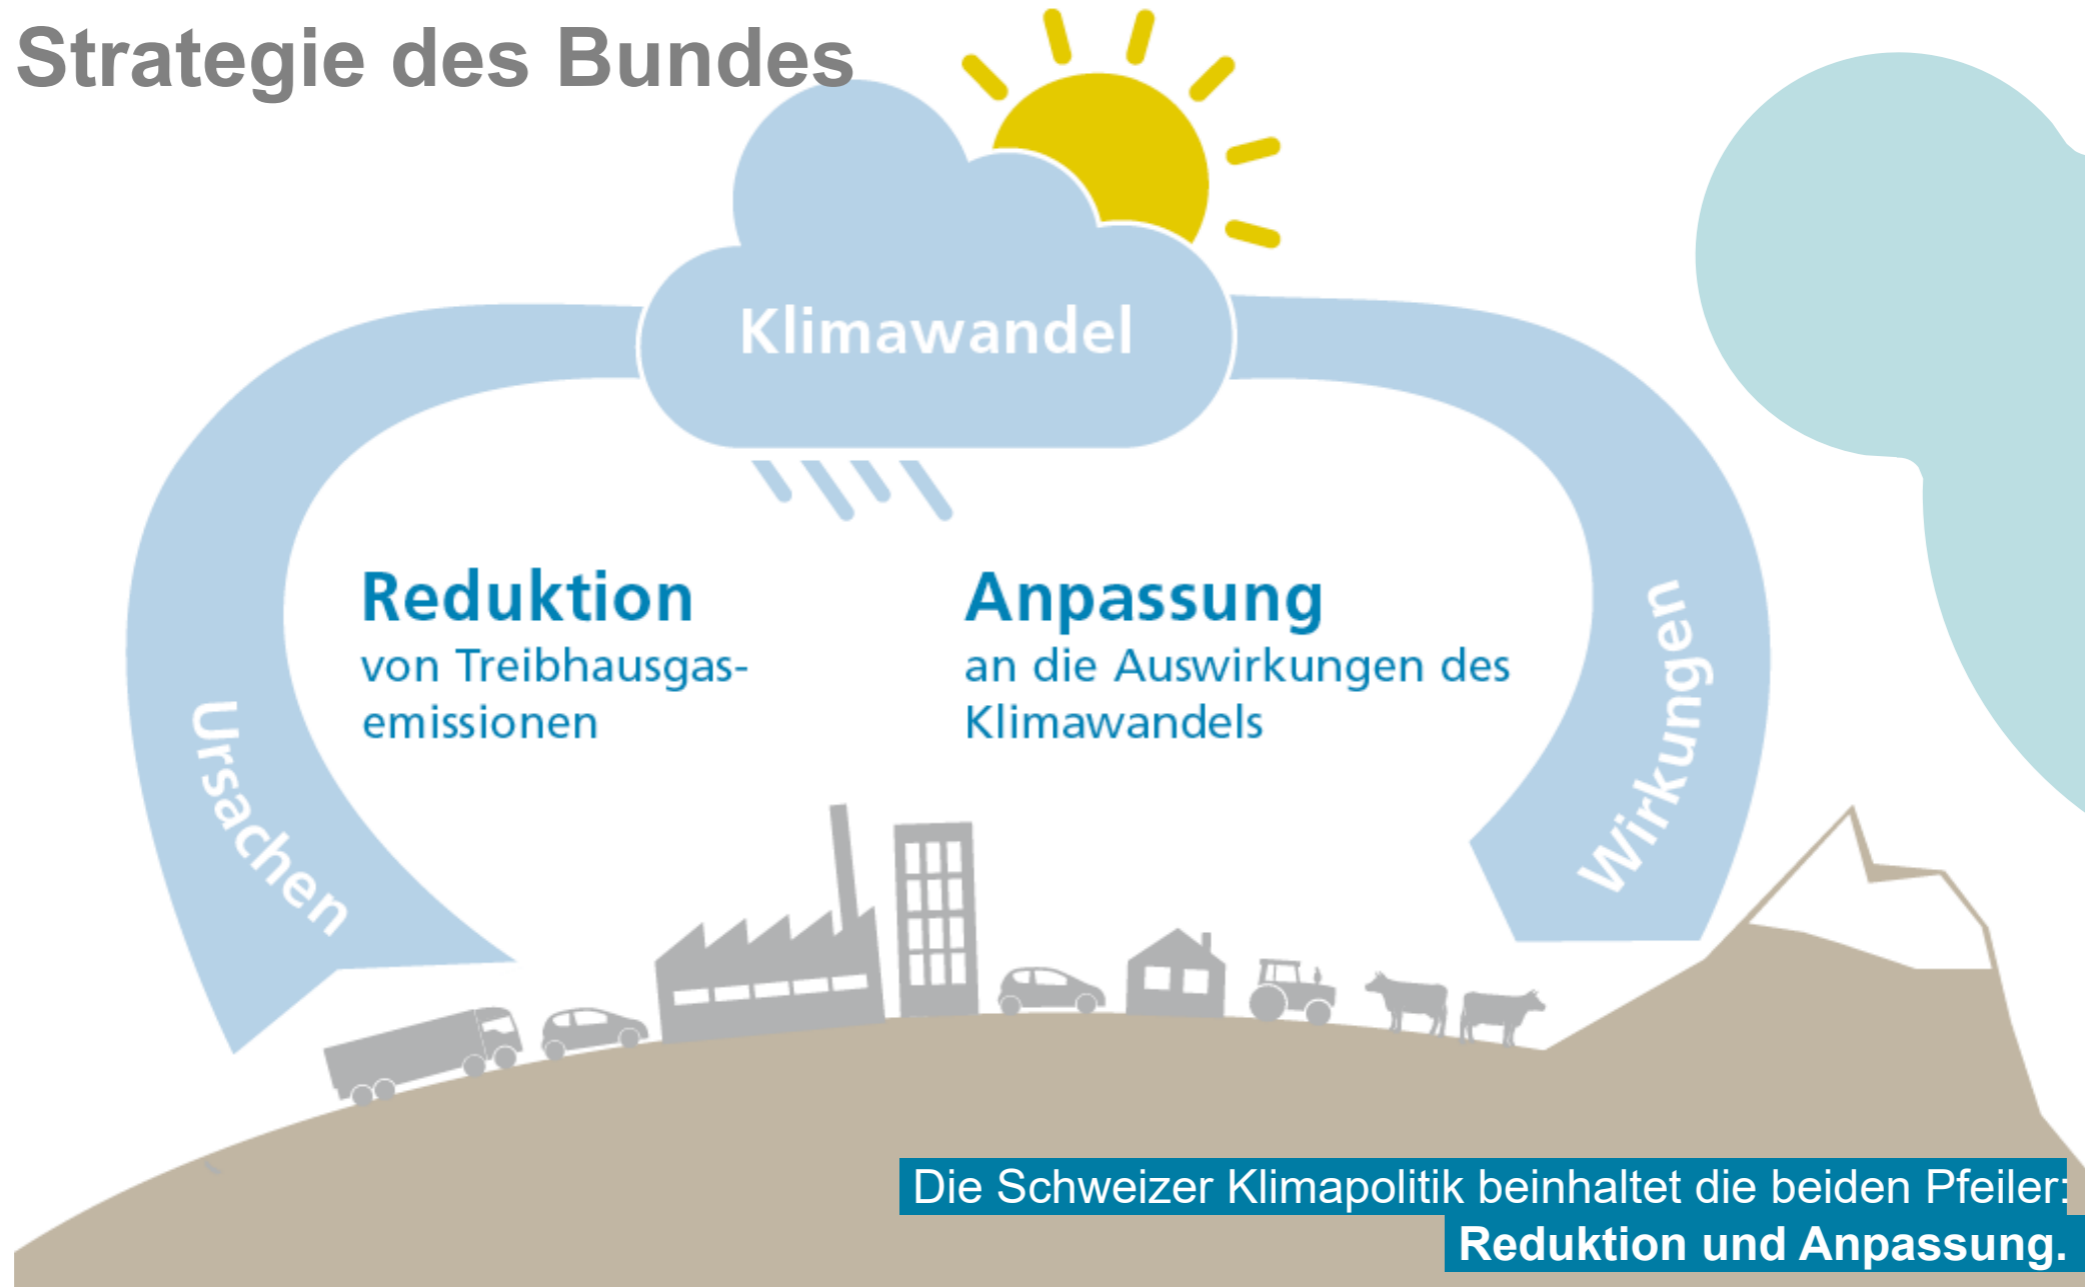 Strategie des Bundes
Klimawandel
Reduktion
von Treibhausgas-
emissionen
Anpassung
an die Auswirkungen des
Klimawandels
Ursachen
Wirkungen
Die Schweizer Klimapolitik beinhaltet die beiden Pfeiler:
Reduktion und Anpassung.